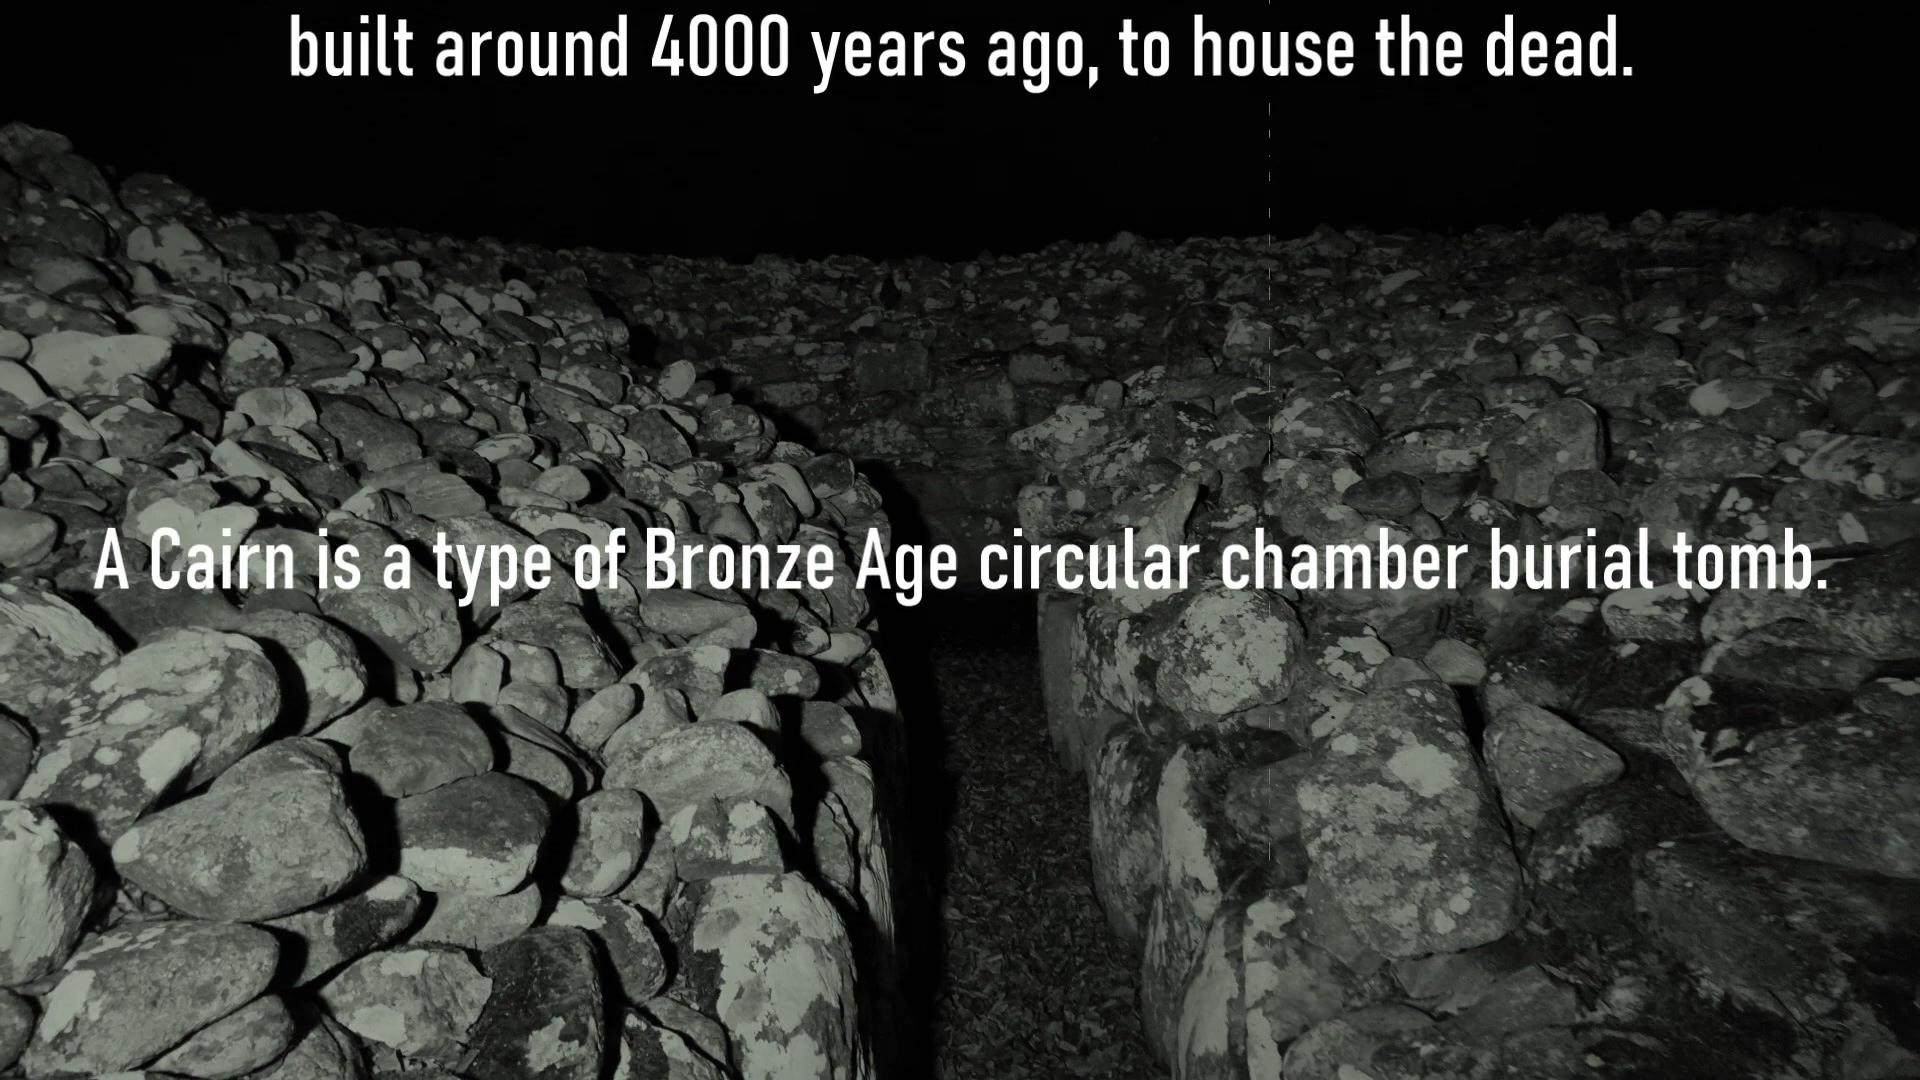 built around 4000 years ago, to house the dead.
A Cairn is a type of Bronze Age circular chamber burial tomb.